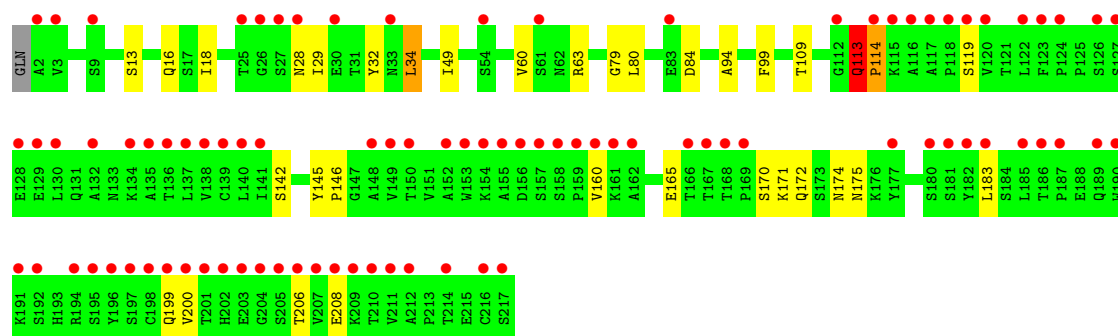 GLN A2 V3 S9 S13 Q16 S17 I18 T25 G26 S27 N28 I29 E30 T31 Y32 N33 L34 I49 S54 V60 S61 N62 R63 G79 L80 E83 D84 A94 F99 T109 G112 Q113 P114 K115 A116 A117 P118 S119 V120 T121 L122 F123 P124 P125 S126 S127
E128 E129 L130 Q131 A132 N133 K134 A135 T136 L137 V138 C139 L140 I141 S142 Y145 P146 G147 A148 V149 T150 V151 A152 W153 K154 A155 D156 S157 S158 P159 V160 K161 A162 E165 T166 T167 T168 P169 S170 K171 Q172 S173 N174 N175 K176 Y177 S180 S181 Y182 L183 S184 L185 T186 P187 E188 Q189 W190
K191 S192 H193 R194 S195 Y196 S197 C198 Q199 V200 T201 H202 E203 G204 S205 T206 V207 E208 K209 T210 V211 A212 P213 T214 E215 C216 S217